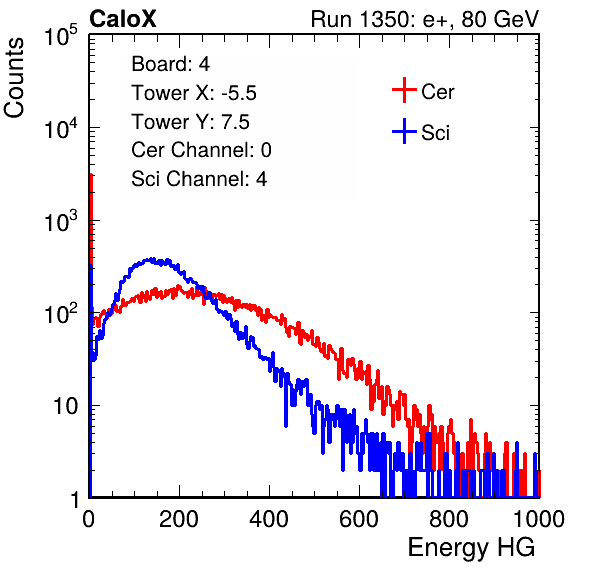 CaloX Run 1350: e+, 80 GeV
Counts
10^5
10^4
10^3
10^2
10
1
Board: 4
Tower X: -5.5
Tower Y: 7.5
Cer Channel: 0
Sci Channel: 4
Cer
Sci
0 200 400 600 800 1000
Energy HG